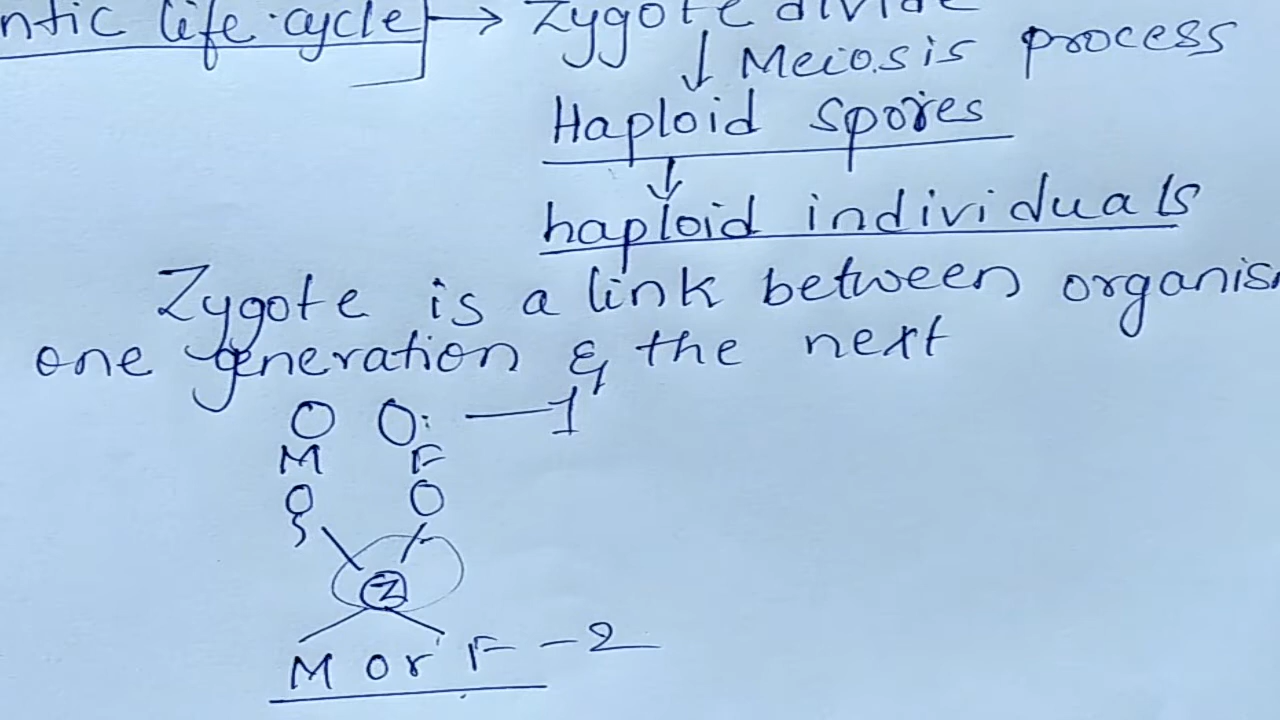 ntic life cycle → Zygote divide
↓ Meiosis process
Haploid spores
↓
haploid individuals
Zygote is a link between organis
one generation & the next
O O: — 1
M F
Z
M or F – 2